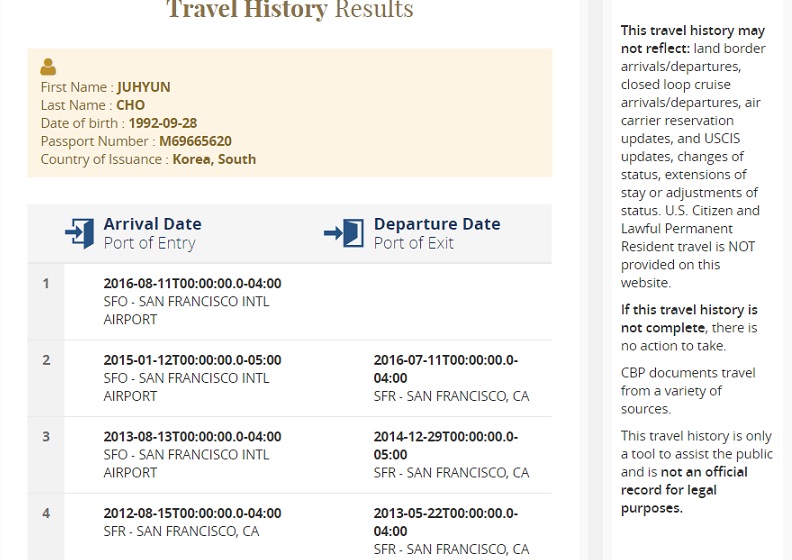 Travel History Results
First Name : JUHYUN
Last Name : CHO
Date of birth : 1992-09-28
Passport Number : M69665620
Country of Issuance : Korea, South
Arrival Date
Port of Entry
Departure Date
Port of Exit
1
2016-08-11T00:00:00.0-04:00
SFO - SAN FRANCISCO INTL
AIRPORT
2
2015-01-12T00:00:00.0-05:00
SFO - SAN FRANCISCO INTL
AIRPORT
2016-07-11T00:00:00.0-
04:00
SFR - SAN FRANCISCO, CA
3
2013-08-13T00:00:00.0-04:00
SFO - SAN FRANCISCO INTL
AIRPORT
2014-12-29T00:00:00.0-
05:00
SFR - SAN FRANCISCO, CA
4
2012-08-15T00:00:00.0-04:00
SFR - SAN FRANCISCO, CA
2013-05-22T00:00:00.0-
04:00
SFR - SAN FRANCISCO, CA
This travel history may
not reflect: land border
arrivals/departures,
closed loop cruise
arrivals/departures, air
carrier reservation
updates, and USCIS
updates, changes of
status, extensions of
stay or adjustments of
status. U.S. Citizen and
Lawful Permanent
Resident travel is NOT
provided on this
website.
If this travel history is
not complete, there is
no action to take.
CBP documents travel
from a variety of
sources.
This travel history is only
a tool to assist the public
and is not an official
record for legal
purposes.